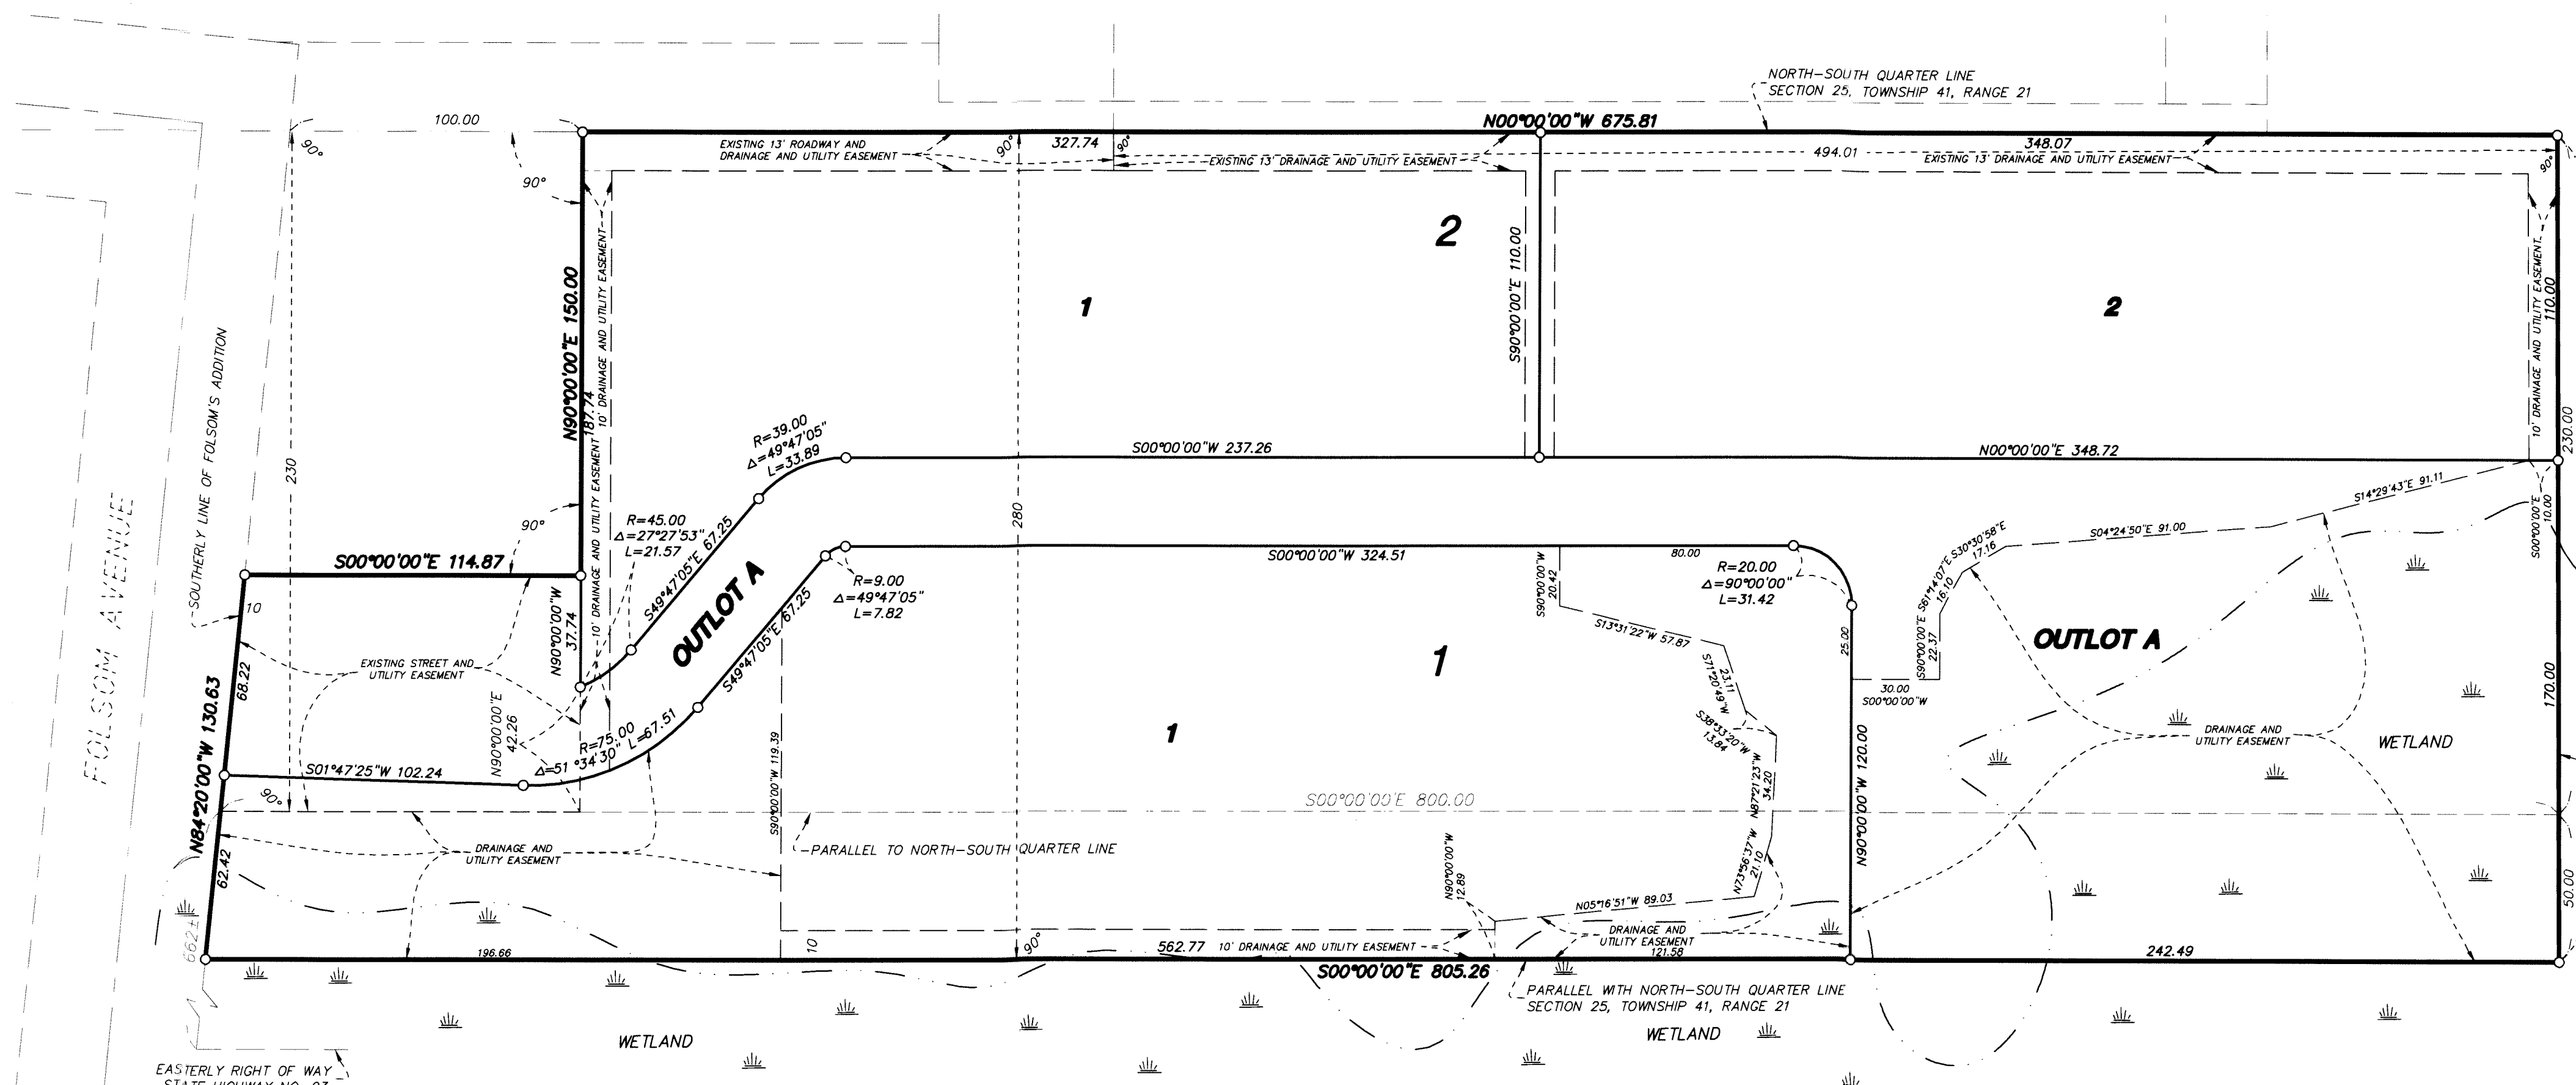 NORTH-SOUTH QUARTER LINE
SECTION 25, TOWNSHIP 41, RANGE 21
100.00
N00°00'00"W 675.81
90°
90°
EXISTING 13' ROADWAY AND
DRAINAGE AND UTILITY EASEMENT
90°
327.74
90°
EXISTING 13' DRAINAGE AND UTILITY EASEMENT
494.01
348.07
EXISTING 13' DRAINAGE AND UTILITY EASEMENT
90°
10' DRAINAGE AND UTILITY EASEMENT
2
S90°00'00"E 110.00
1
2
10' DRAINAGE AND UTILITY EASEMENT
110.00
N90°00'00"E 150.00
187.74
10' DRAINAGE AND UTILITY EASEMENT
SOUTHERLY LINE OF FOLSOM'S ADDITION
230
FOLSOM AVENUE
R=39.00
Δ=49°47'05"
L=33.89
S00°00'00"W 237.26
N00°00'00"E 348.72
230.00
S14°29'43"E 91.11
S00°00'00"E
10.00
280
90°
R=45.00
Δ=27°27'53"
L=21.57
S49°47'05"E 67.25
S00°00'00"E 114.87
OUTLOT A
S49°47'05"E 67.25
R=9.00
Δ=49°47'05"
L=7.82
S00°00'00"W 324.51
80.00
S90°00'00"W
20.42
R=20.00
Δ=90°00'00"
L=31.42
S04°24'50"E 91.00
S30°30'58"E
17.16
S61°14'07"E
16.10
S90°00'00"E
22.37
10
N90°00'00"W
37.74
S13°31'22"W 57.87
25.00
OUTLOT A
EXISTING STREET AND
UTILITY EASEMENT
68.22
N84°20'00"W 130.63
N90°00'00"E
42.26
1
S71°20'49"W
23.11
30.00
S00°00'00"W
170.00
R=75.00
Δ=51°34'30" L=67.51
S90°00'00"W 119.39
1
S38°33'20"W
13.84
DRAINAGE AND
UTILITY EASEMENT
WETLAND
S01°47'25"W 102.24
N87°21'23"W
34.20
N90°00'00"W 120.00
90°
S00°00'00"E 800.00
PARALLEL TO NORTH-SOUTH QUARTER LINE
DRAINAGE AND
UTILITY EASEMENT
62.42
N73°56'37"W
21.10
N90°00'00"W
12.89
N05°16'51"W 89.03
50.00
662±
196.66
10
90°
562.77
10' DRAINAGE AND UTILITY EASEMENT
DRAINAGE AND
UTILITY EASEMENT
121.58
242.49
S00°00'00"E 805.26
PARALLEL WITH NORTH-SOUTH QUARTER LINE
SECTION 25, TOWNSHIP 41, RANGE 21
WETLAND
WETLAND
EASTERLY RIGHT OF WAY
STATE HIGHWAY NO.